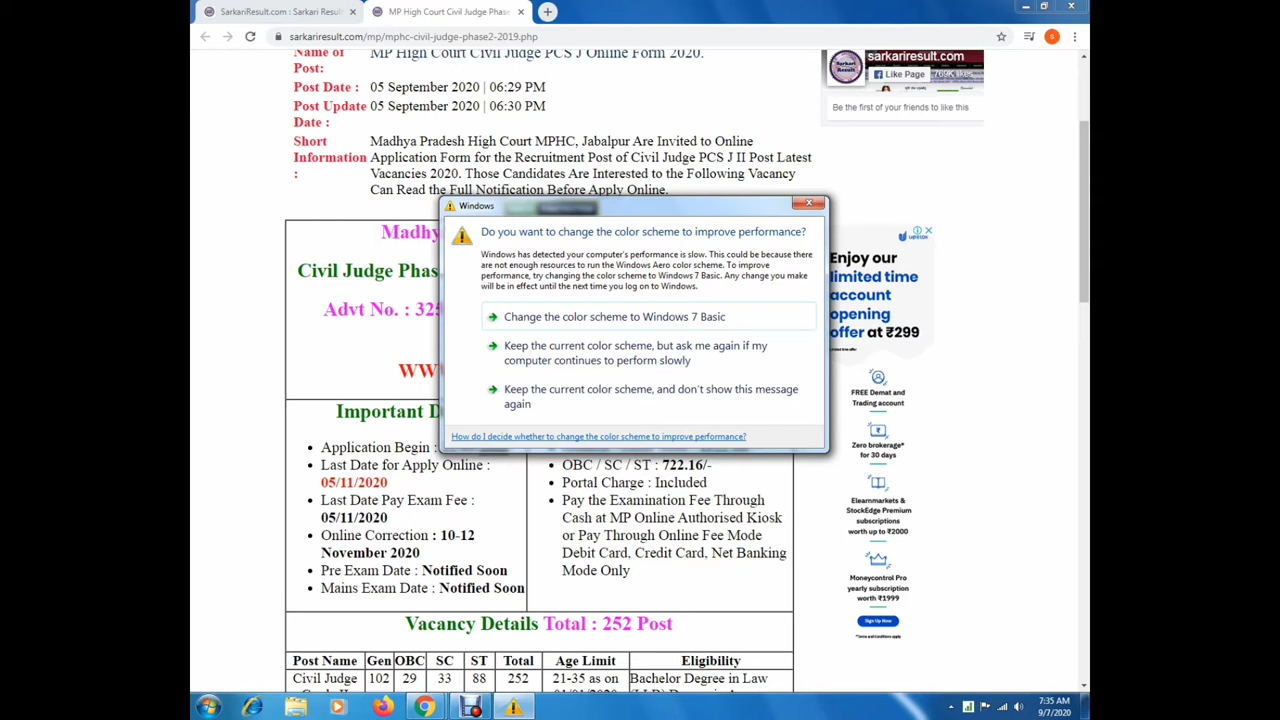 SarkariResult.com : Sarkari Result
MP High Court Civil Judge Phase
sarkariresult.com/mp/mphc-civil-judge-phase2-2019.php
S
Name of MP High Court Civil Judge PCS J Online Form 2020.
Post:
Post Date : 05 September 2020 | 06:29 PM
Post Update 05 September 2020 | 06:30 PM
Date :
Short Madhya Pradesh High Court MPHC, Jabalpur Are Invited to Online
Information Application Form for the Recruitment Post of Civil Judge PCS J II Post Latest
: Vacancies 2020. Those Candidates Are Interested to the Following Vacancy
Can Read the Full Notification Before Apply Online.
sarkariresult.com
Sarkari Result
Like Page 769K likes
Be the first of your friends to like this
Madhy
Civil Judge Phas
Advt No. : 325
WW
Windows
Do you want to change the color scheme to improve performance?
Windows has detected your computer's performance is slow. This could be because there
are not enough resources to run the Windows Aero color scheme. To improve
performance, try changing the color scheme to Windows 7 Basic. Any change you make
will be in effect until the next time you log on to Windows.
Change the color scheme to Windows 7 Basic
Keep the current color scheme, but ask me again if my
computer continues to perform slowly
Keep the current color scheme, and don't show this message
again
How do I decide whether to change the color scheme to improve performance?
Important D
Application Begin :
Last Date for Apply Online :
05/11/2020
Last Date Pay Exam Fee :
05/11/2020
Online Correction : 10-12
November 2020
Pre Exam Date : Notified Soon
Mains Exam Date : Notified Soon
OBC / SC / ST : 722.16/-
Portal Charge : Included
Pay the Examination Fee Through
Cash at MP Online Authorised Kiosk
or Pay Through Online Fee Mode
Debit Card, Credit Card, Net Banking
Mode Only
Vacancy Details Total : 252 Post
Post Name Gen OBC SC ST Total Age Limit Eligibility
Civil Judge 102 29 33 88 252 21-35 as on Bachelor Degree in Law
upstox
Enjoy our
limited time
account
opening
offer at ₹299
FREE Demat and
Trading account
Zero brokerage*
for 30 days
Elearnmarkets &
StockEdge Premium
subscriptions
worth up to ₹2000
Moneycontrol Pro
yearly subscription
worth ₹1999
Sign Up Now
*Terms and Conditions apply
7:35 AM
9/7/2020